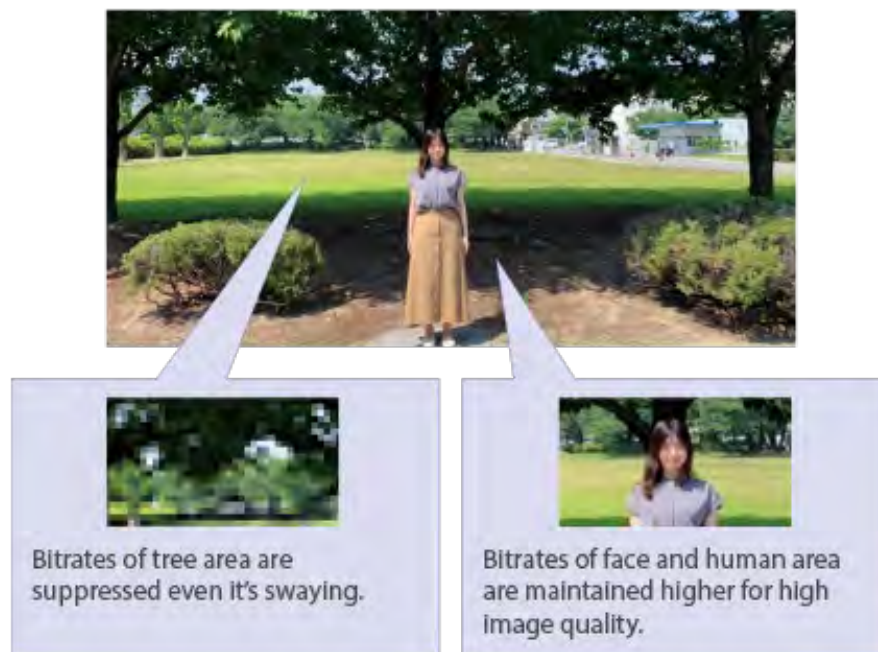 Bitrates of tree area are
suppressed even it's swaying.
Bitrates of face and human area
are maintained higher for high
image quality.